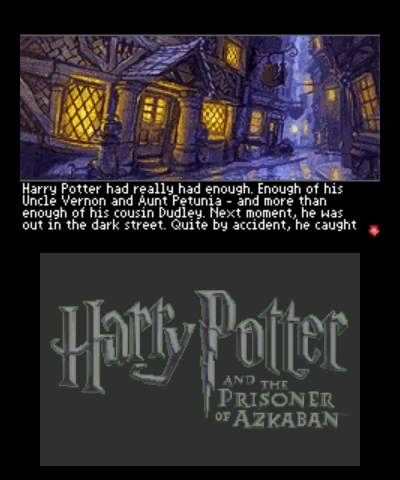 Harry Potter had really had enough. Enough of his
Uncle Vernon and Aunt Petunia - and more than
enough of his cousin Dudley. Next moment, he was
out in the dark street. Quite by accident, he caught
Harry Potter
AND THE
PRISONER
OF AZKABAN™